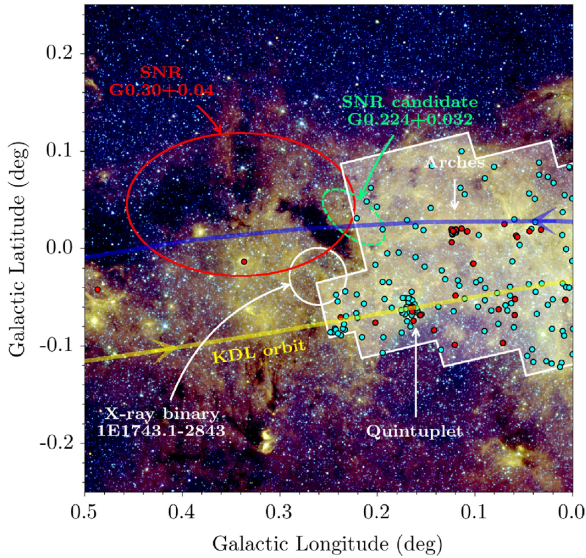 0.2
0.1
0.0
-0.1
-0.2
Galactic Latitude (deg)
SNR
G0.30+0.04
SNR candidate
G0.224+0.032
Arches
KDL orbit
X-ray binary
1E1743.1-2843
Quintuplet
0.5
0.4
0.3
0.2
0.1
0.0
Galactic Longitude (deg)